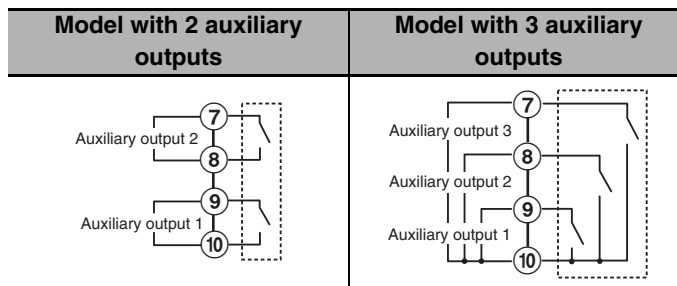 Model with 2 auxiliary
outputs
Model with 3 auxiliary
outputs
7
Auxiliary output 2
8
9
Auxiliary output 1
10
7
Auxiliary output 3
8
Auxiliary output 2
9
Auxiliary output 1
10